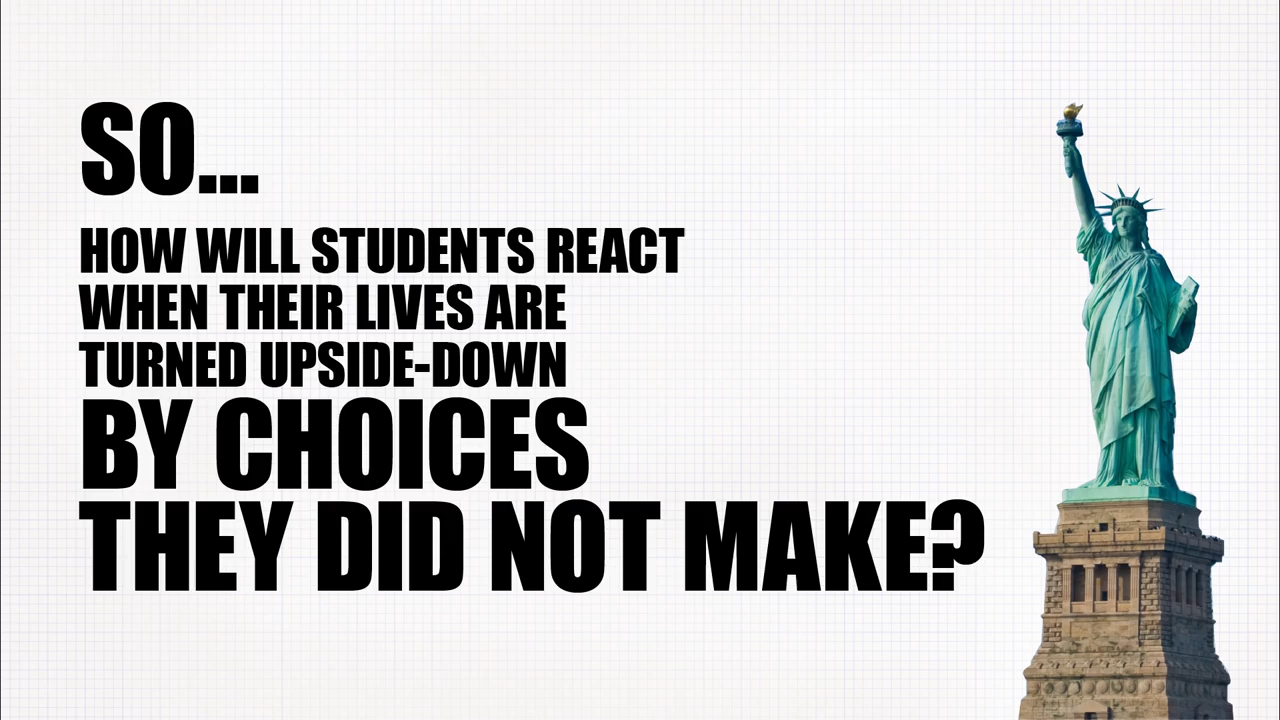 SO...
HOW WILL STUDENTS REACT
WHEN THEIR LIVES ARE
TURNED UPSIDE-DOWN
BY CHOICES
THEY DID NOT MAKE?